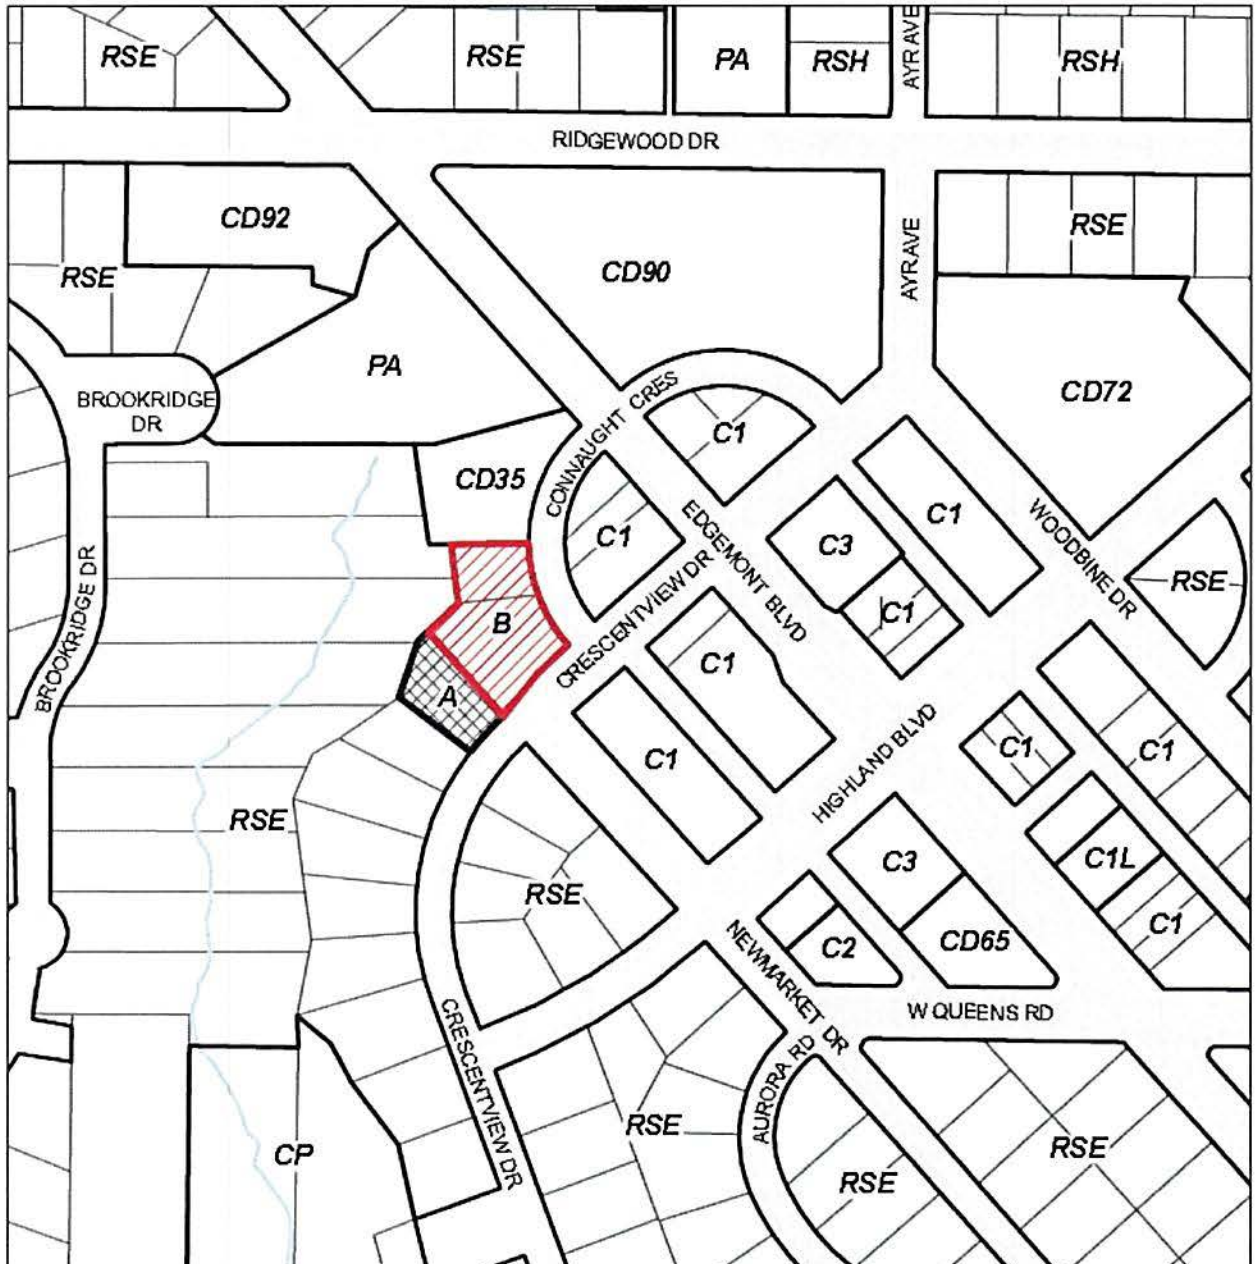 RSE
RSE
PA
RSH
AYR AVE
RSH
RIDGEWOOD DR
CD92
RSE
CD90
AYR AVE
RSE
PA
BROOKRIDGE
DR
CONNAUGHT CRES
C1
CD72
CD35
C1
EDGEMONT BLVD
C3
C1
WOODBINE DR
RSE
C1
B
CRESCENTVIEW DR
BROOKRIDGE DR
A
C1
C1
HIGHLAND BLVD
C1
C1
RSE
RSE
C3
C1L
C1
C2
CD65
NEWMARKET DR
W QUEENS RD
CRESCENTVIEW DR
AURORA RD
RSE
CP
RSE
RSE